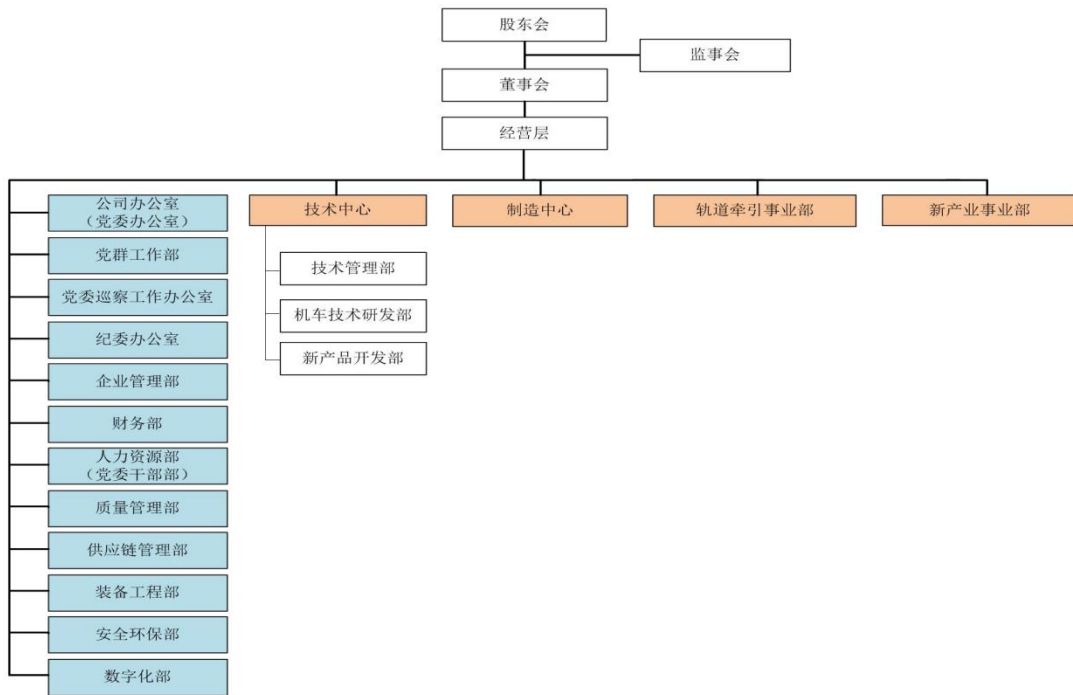 股东会
监事会
董事会
经营层
公司办公室
（党委办公室）
技术中心
制造中心
轨道牵引事业部
新产业事业部
党群工作部
技术管理部
党委巡察工作办公室
机车技术研发部
纪委办公室
新产品开发部
企业管理部
财务部
人力资源部
（党委干部部）
质量管理部
供应链管理部
装备工程部
安全环保部
数字化部